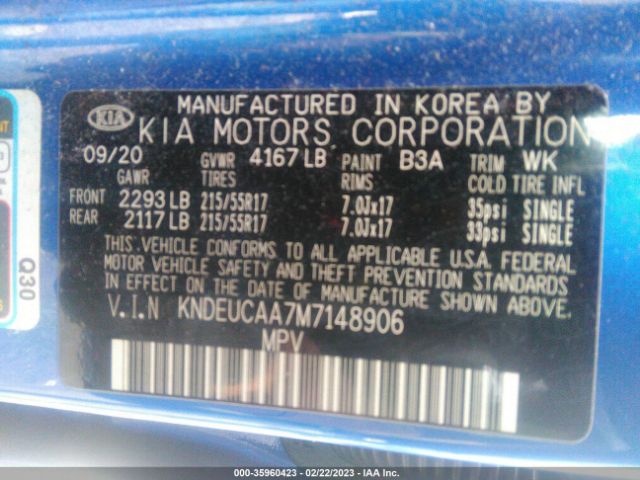 MANUFACTURED IN KOREA BY
KIA KIA MOTORS CORPORATION
09/20 GVWR 4167 LB PAINT B3A TRIM WK
GAWR TIRES RIMS COLD TIRE INFL
FRONT 2293 LB 215/55R17 7.0Jx17 35psi SINGLE
REAR 2117 LB 215/55R17 7.0Jx17 33psi SINGLE
THIS VEHICLE CONFORMS TO ALL APPLICABLE U.S.A. FEDERAL
MOTOR VEHICLE SAFETY AND THEFT PREVENTION STANDARDS
IN EFFECT ON THE DATE OF MANUFACTURE SHOWN ABOVE.
V.I.N KNDEUCAA7M7148906
MPV
Q30
000-35960423 - 02/22/2023 - IAA Inc.